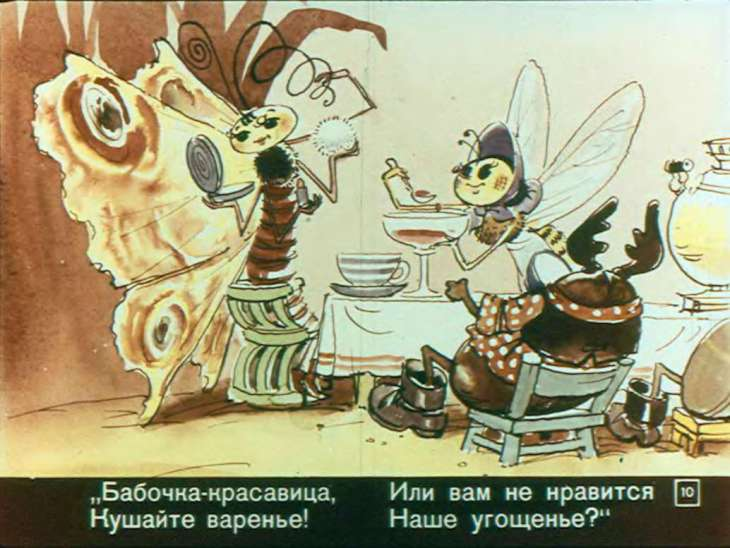 „Бабочка-красавица,
Кушайте варенье!
Или вам не нравится
Наше угощенье?“
10